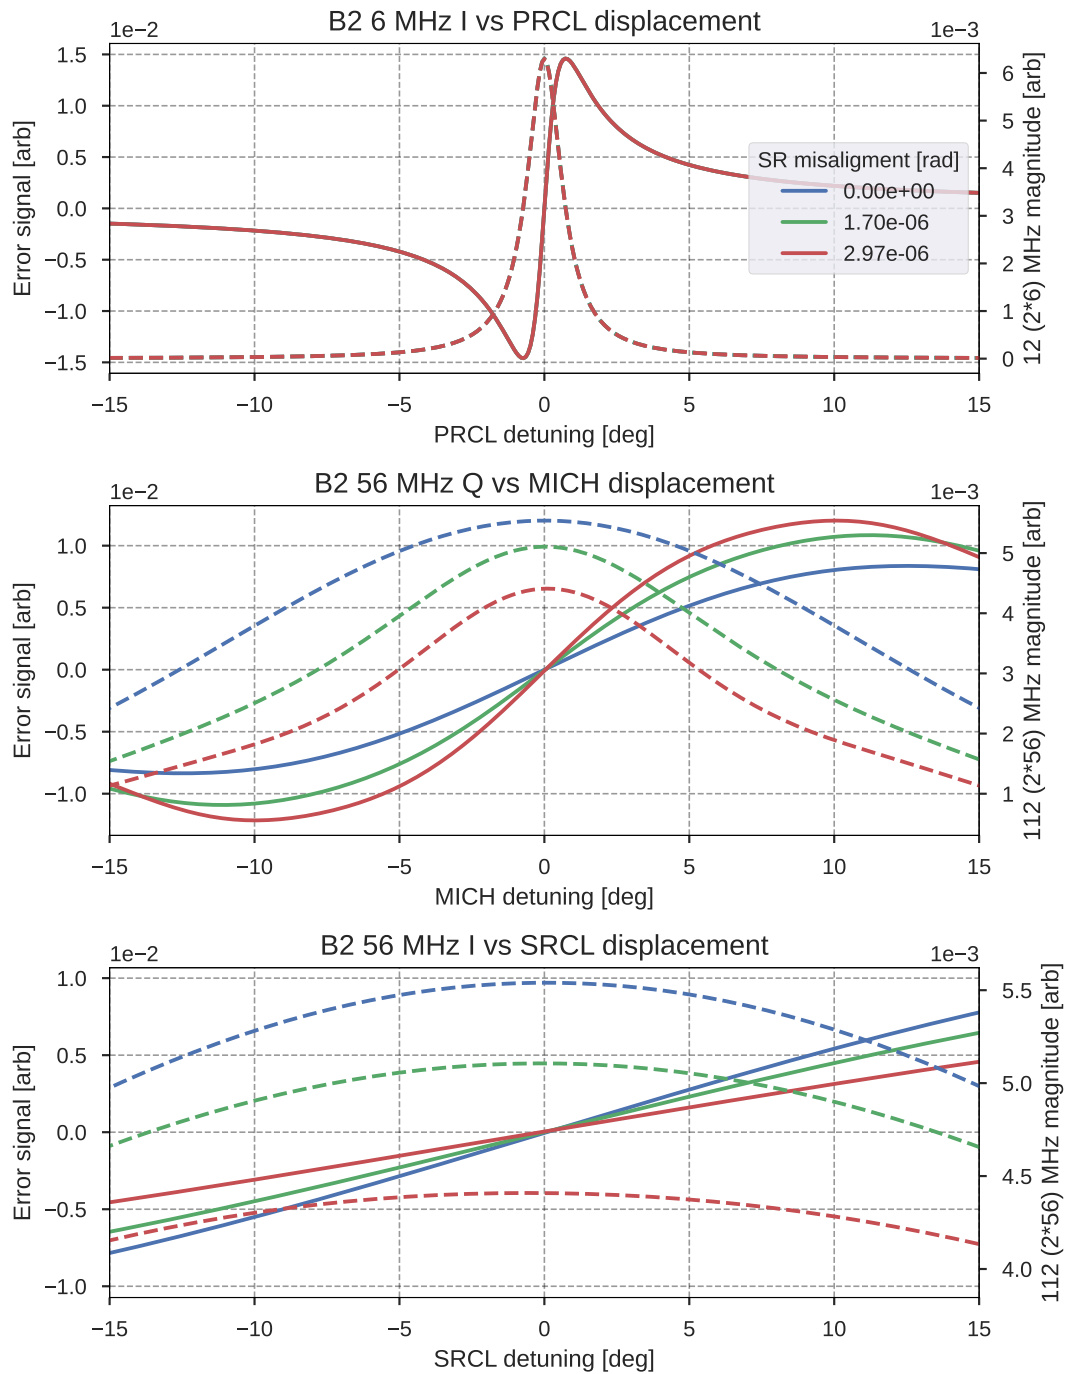 B2 6 MHz I vs PRCL displacement
1e−2
1e−3
1.5
1.0
0.5
0.0
−0.5
−1.0
−1.5
Error signal [arb]
6
5
4
3
2
1
0
12 (2*6) MHz magnitude [arb]
SR misaligment [rad]
0.00e+00
1.70e-06
2.97e-06
−15 −10 −5 0 5 10 15
PRCL detuning [deg]
B2 56 MHz Q vs MICH displacement
1e−2
1e−3
1.0
0.5
0.0
−0.5
−1.0
Error signal [arb]
5
4
3
2
1
112 (2*56) MHz magnitude [arb]
−15 −10 −5 0 5 10 15
MICH detuning [deg]
B2 56 MHz I vs SRCL displacement
1e−2
1e−3
1.0
0.5
0.0
−0.5
−1.0
Error signal [arb]
5.5
5.0
4.5
4.0
112 (2*56) MHz magnitude [arb]
−15 −10 −5 0 5 10 15
SRCL detuning [deg]